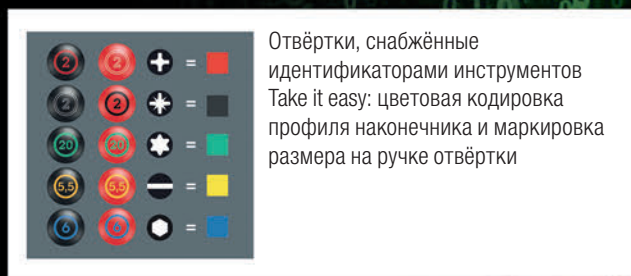 2 2 =
2 2 =
20 20 =
5,5 5,5 =
6 6 =
Отвёртки, снабжённые
идентификаторами инструментов
Take it easy: цветовая кодировка
профиля наконечника и маркировка
размера на ручке отвёртки